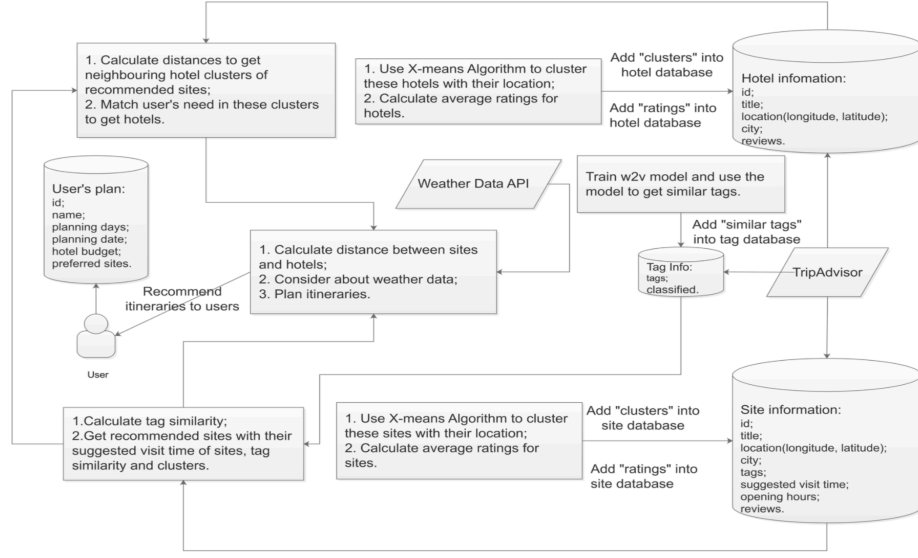 1. Calculate distances to get
neighbouring hotel clusters of
recommended sites;
2. Match user's need in these clusters
to get hotels.
1. Use X-means Algorithm to cluster
these hotels with their location;
2. Calculate average ratings for
hotels.
Add "clusters" into
hotel database
Add "ratings" into
hotel database
Hotel infomation:
id;
title;
location(longitude, latitude);
city;
reviews.
User's plan:
id;
name;
planning days;
planning date;
hotel budget;
preferred sites.
Weather Data API
Train w2v model and use the
model to get similar tags.
Add "similar tags"
into tag database
1. Calculate distance between sites
and hotels;
2. Consider about weather data;
3. Plan itineraries.
Tag Info:
tags;
classified.
TripAdvisor
Recommend
itineraries to users
User
1.Calculate tag similarity;
2.Get recommended sites with their
suggested visit time of sites, tag
similarity and clusters.
1. Use X-means Algorithm to cluster
these sites with their location;
2. Calculate average ratings for
sites.
Add "clusters" into
site database
Add "ratings" into
site database
Site information:
id;
title;
location(longitude, latitude);
city;
tags;
suggested visit time;
opening hours;
reviews.